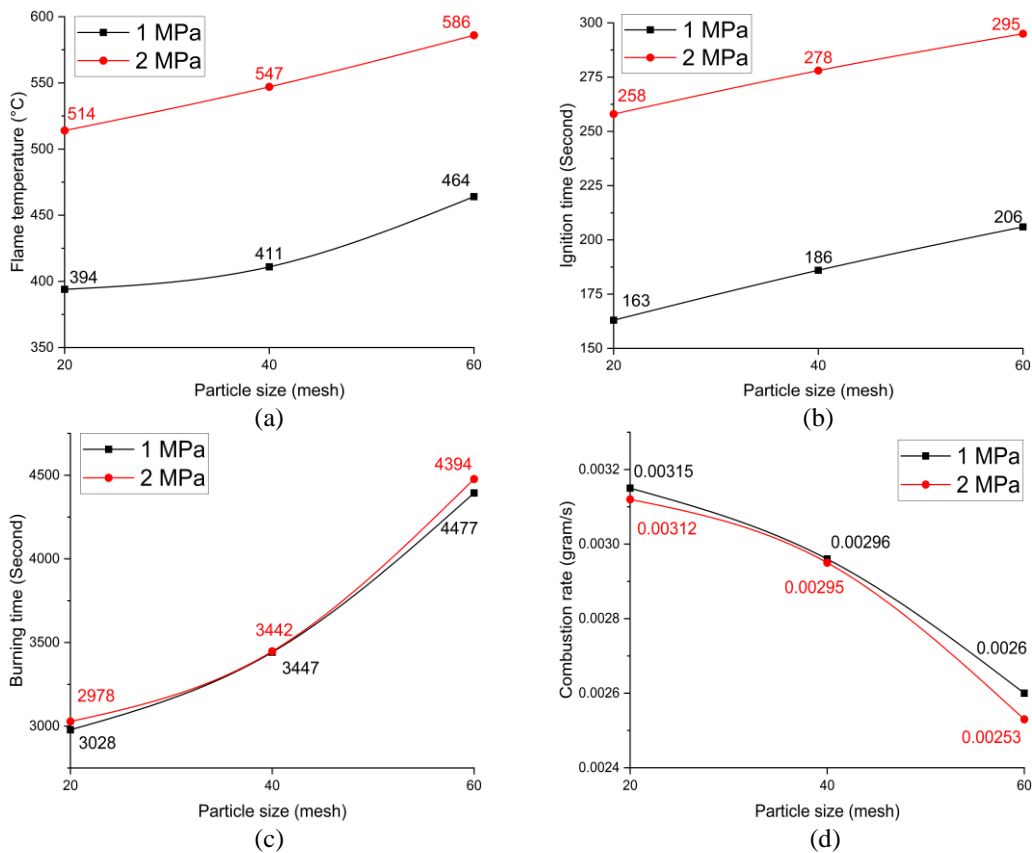 600
550
500
450
400
350
Flame temperature (°C)
1 MPa
2 MPa
514
547
586
394
411
464
20
40
60
Particle size (mesh)
(a)
300
275
250
225
200
175
150
Ignition time (Second)
1 MPa
2 MPa
258
278
295
163
186
206
20
40
60
Particle size (mesh)
(b)
4500
4000
3500
3000
Burning time (Second)
1 MPa
2 MPa
2978
3442
4394
3028
3447
4477
20
40
60
Particle size (mesh)
(c)
0.0032
0.0030
0.0028
0.0026
0.0024
Combustion rate (gram/s)
1 MPa
2 MPa
0.00315
0.00296
0.0026
0.00312
0.00295
0.00253
20
40
60
Particle size (mesh)
(d)